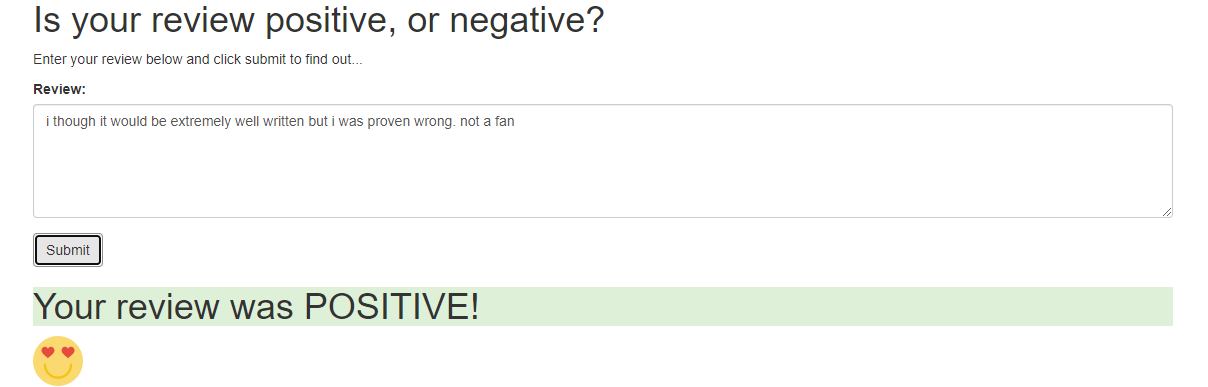 Is your review positive, or negative?
Enter your review below and click submit to find out...
Review:
i though it would be extremely well written but i was proven wrong. not a fan
Submit
Your review was POSITIVE!